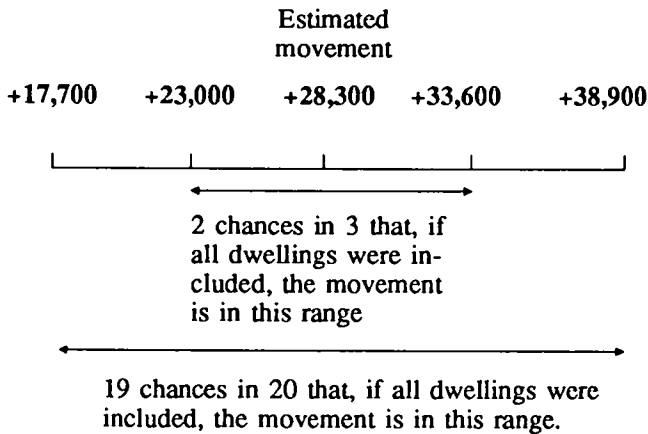 Estimated
movement
+17,700 +23,000 +28,300 +33,600 +38,900
2 chances in 3 that, if
all dwellings were in-
cluded, the movement
is in this range
19 chances in 20 that, if all dwellings were
included, the movement is in this range.